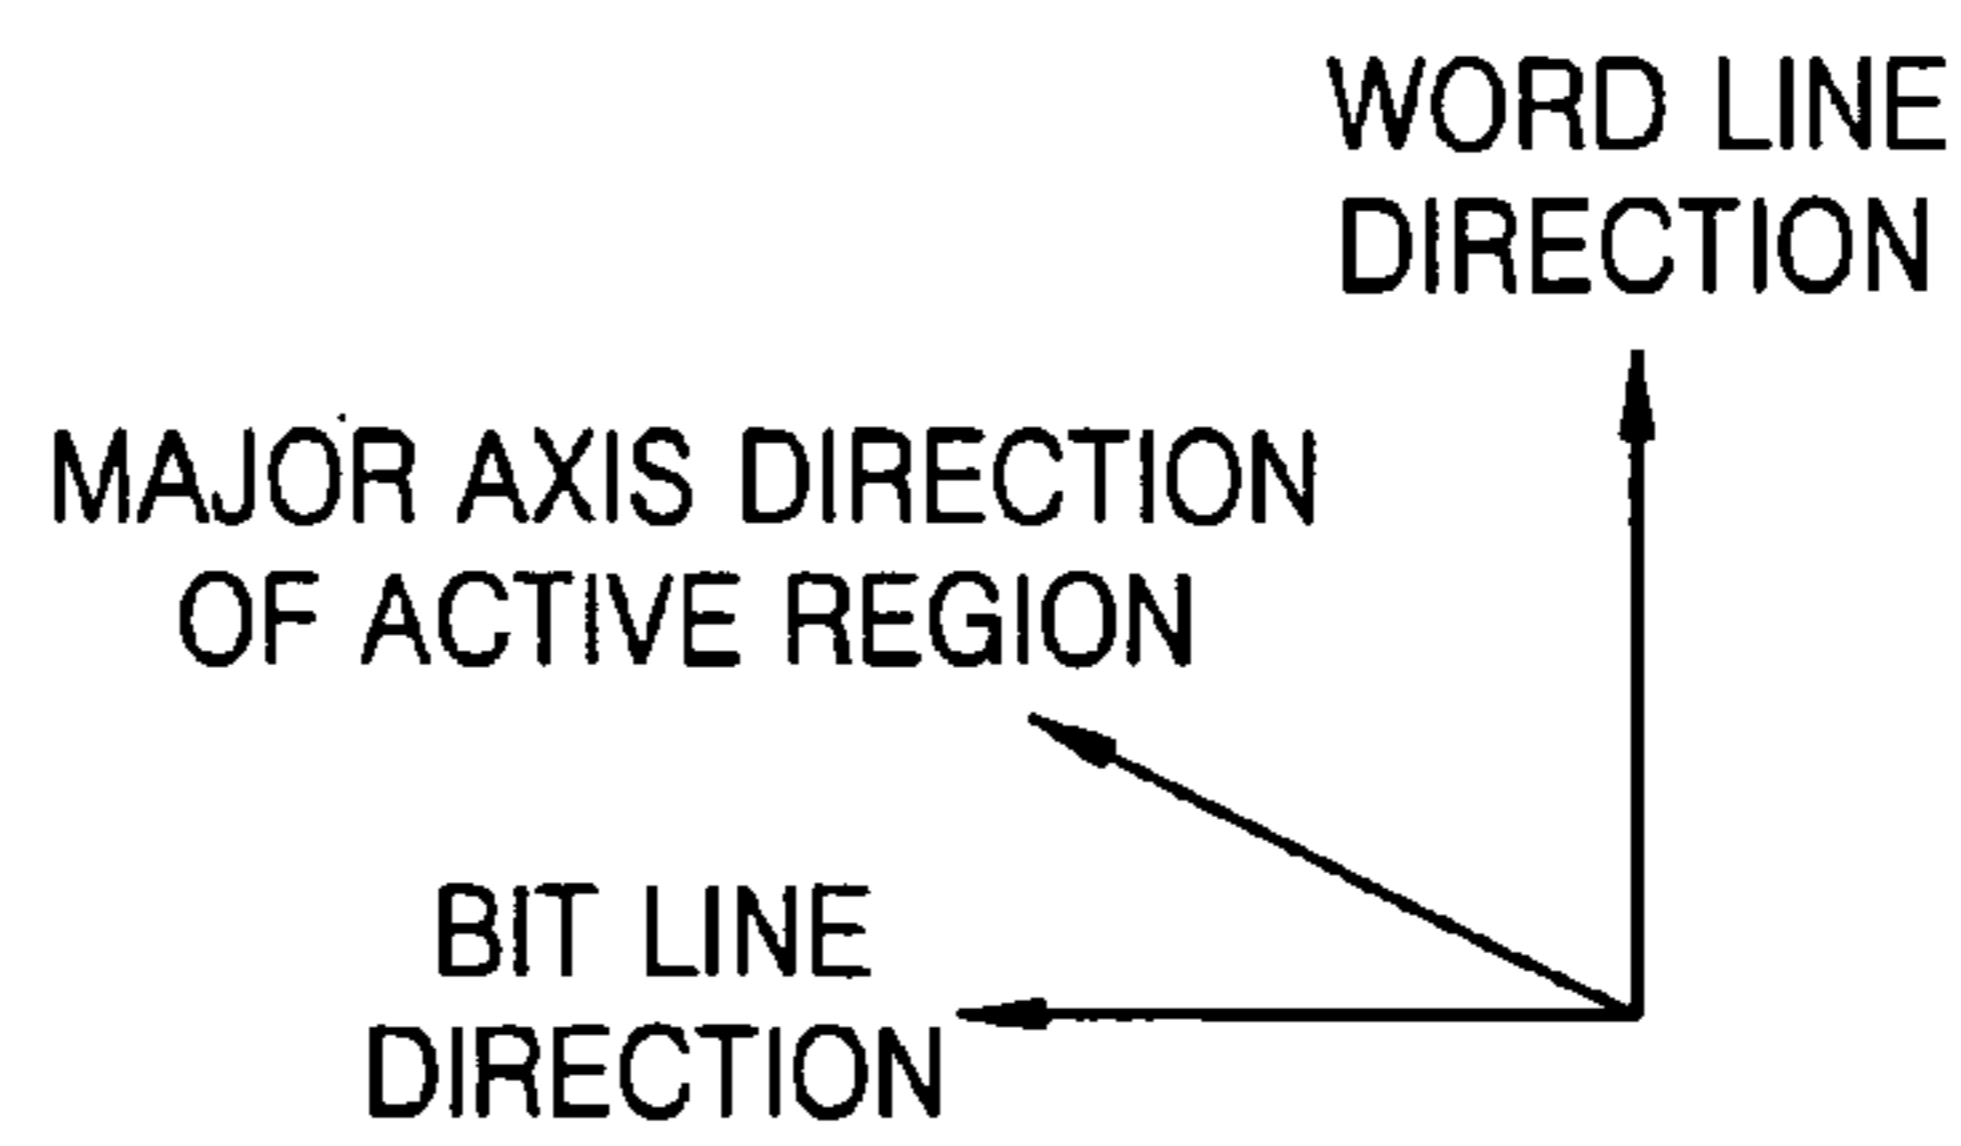 WORD LINE
DIRECTION
MAJOR AXIS DIRECTION
OF ACTIVE REGION
BIT LINE
DIRECTION